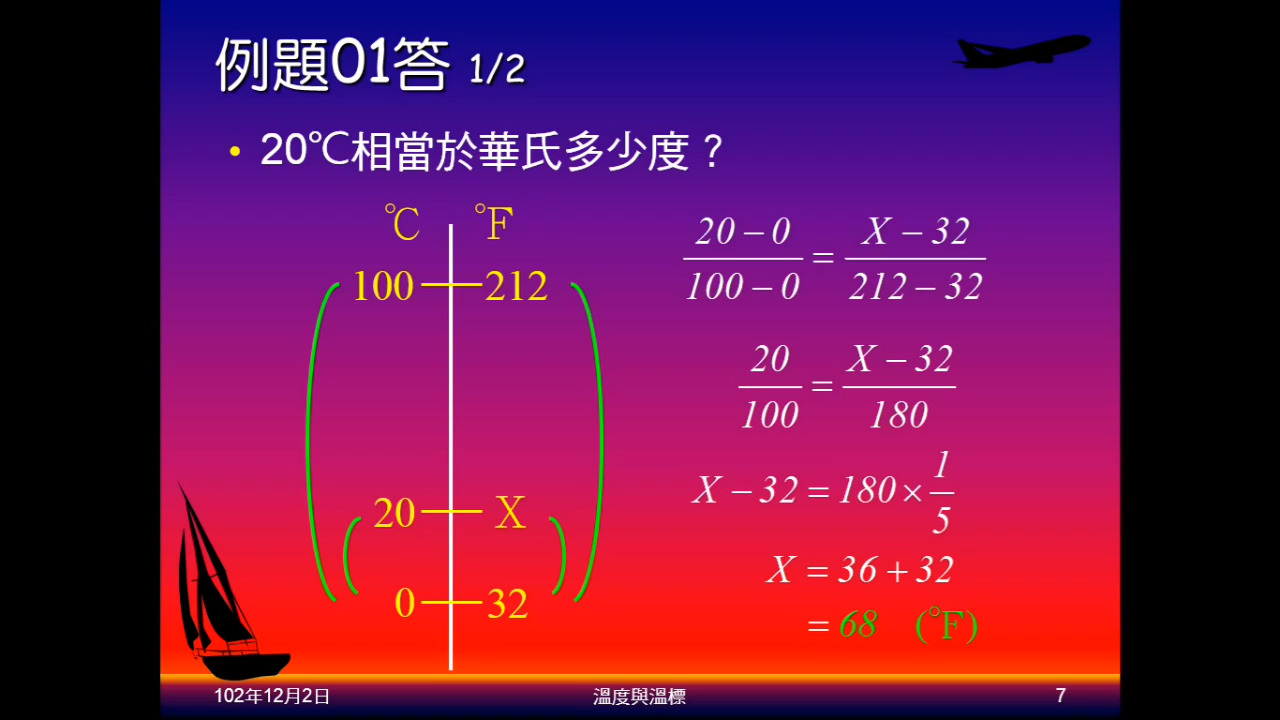 例題01答 1/2
• 20℃相當於華氏多少度？
℃ ℉
100 212
20 X
0 32
20 − 0 / 100 − 0 = X − 32 / 212 − 32
20 / 100 = X − 32 / 180
X − 32 = 180 × 1 / 5
X = 36 + 32
= 68 (℉)
102年12月2日 溫度與溫標 7